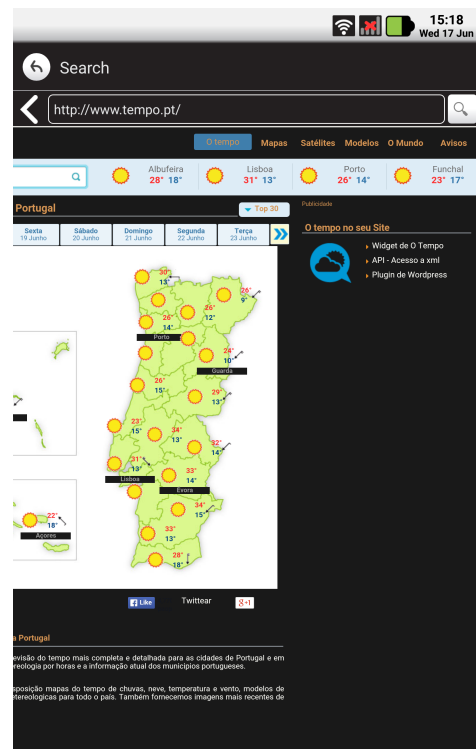 15:18
Wed 17 Jun
Search
http://www.tempo.pt/
O tempo Mapas Satélites Modelos O Mundo Avisos
Albufeira
28° 18°
Lisboa
31° 13°
Porto
26° 14°
Funchal
23° 17°
Portugal
Top 30
Publicidade
O tempo no seu Site
Widget de O Tempo
API - Acesso a xml
Plugin de Wordpress
Sexta
19 Junho
Sábado
20 Junho
Domingo
21 Junho
Segunda
22 Junho
Terça
23 Junho
30°
13°
26°
9°
26°
12°
26°
14°
Porto
24°
10°
Guarda
26°
15°
29°
13°
23°
15°
34°
13°
32°
14°
31°
13°
Lisboa
33°
14°
Evora
34°
15°
22°
18°
Açores
33°
13°
28°
18°
Like
Twittear
g+1
a Portugal
evisão do tempo mais completa e detalhada para as cidades de Portugal e em
reologia por horas e a informação atual dos municípios portugueses.
sposição mapas do tempo de chuvas, neve, temperatura e vento, modelos de
etereologicas para todo o país. Também fornecemos imagens mais recentes de